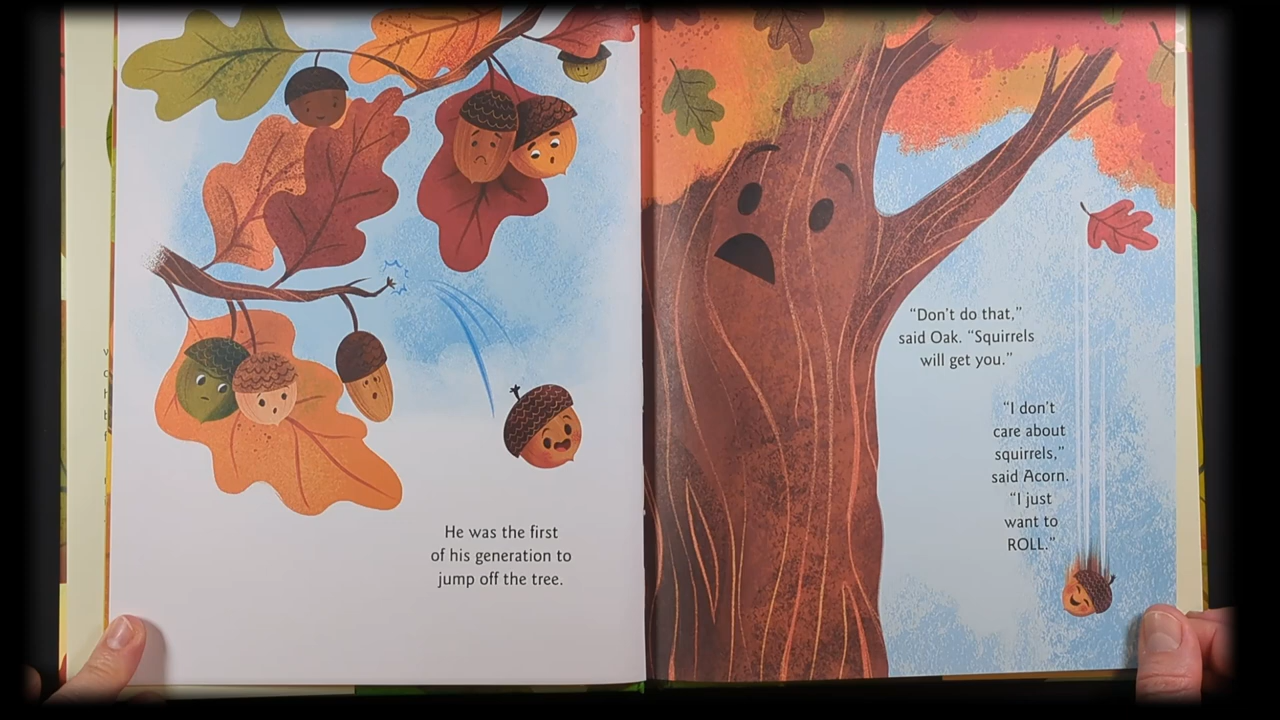 He was the first
of his generation to
jump off the tree.
“Don't do that,”
said Oak. “Squirrels
will get you.”
“I don't
care about
squirrels,”
said Acorn.
“I just
want to
ROLL.”